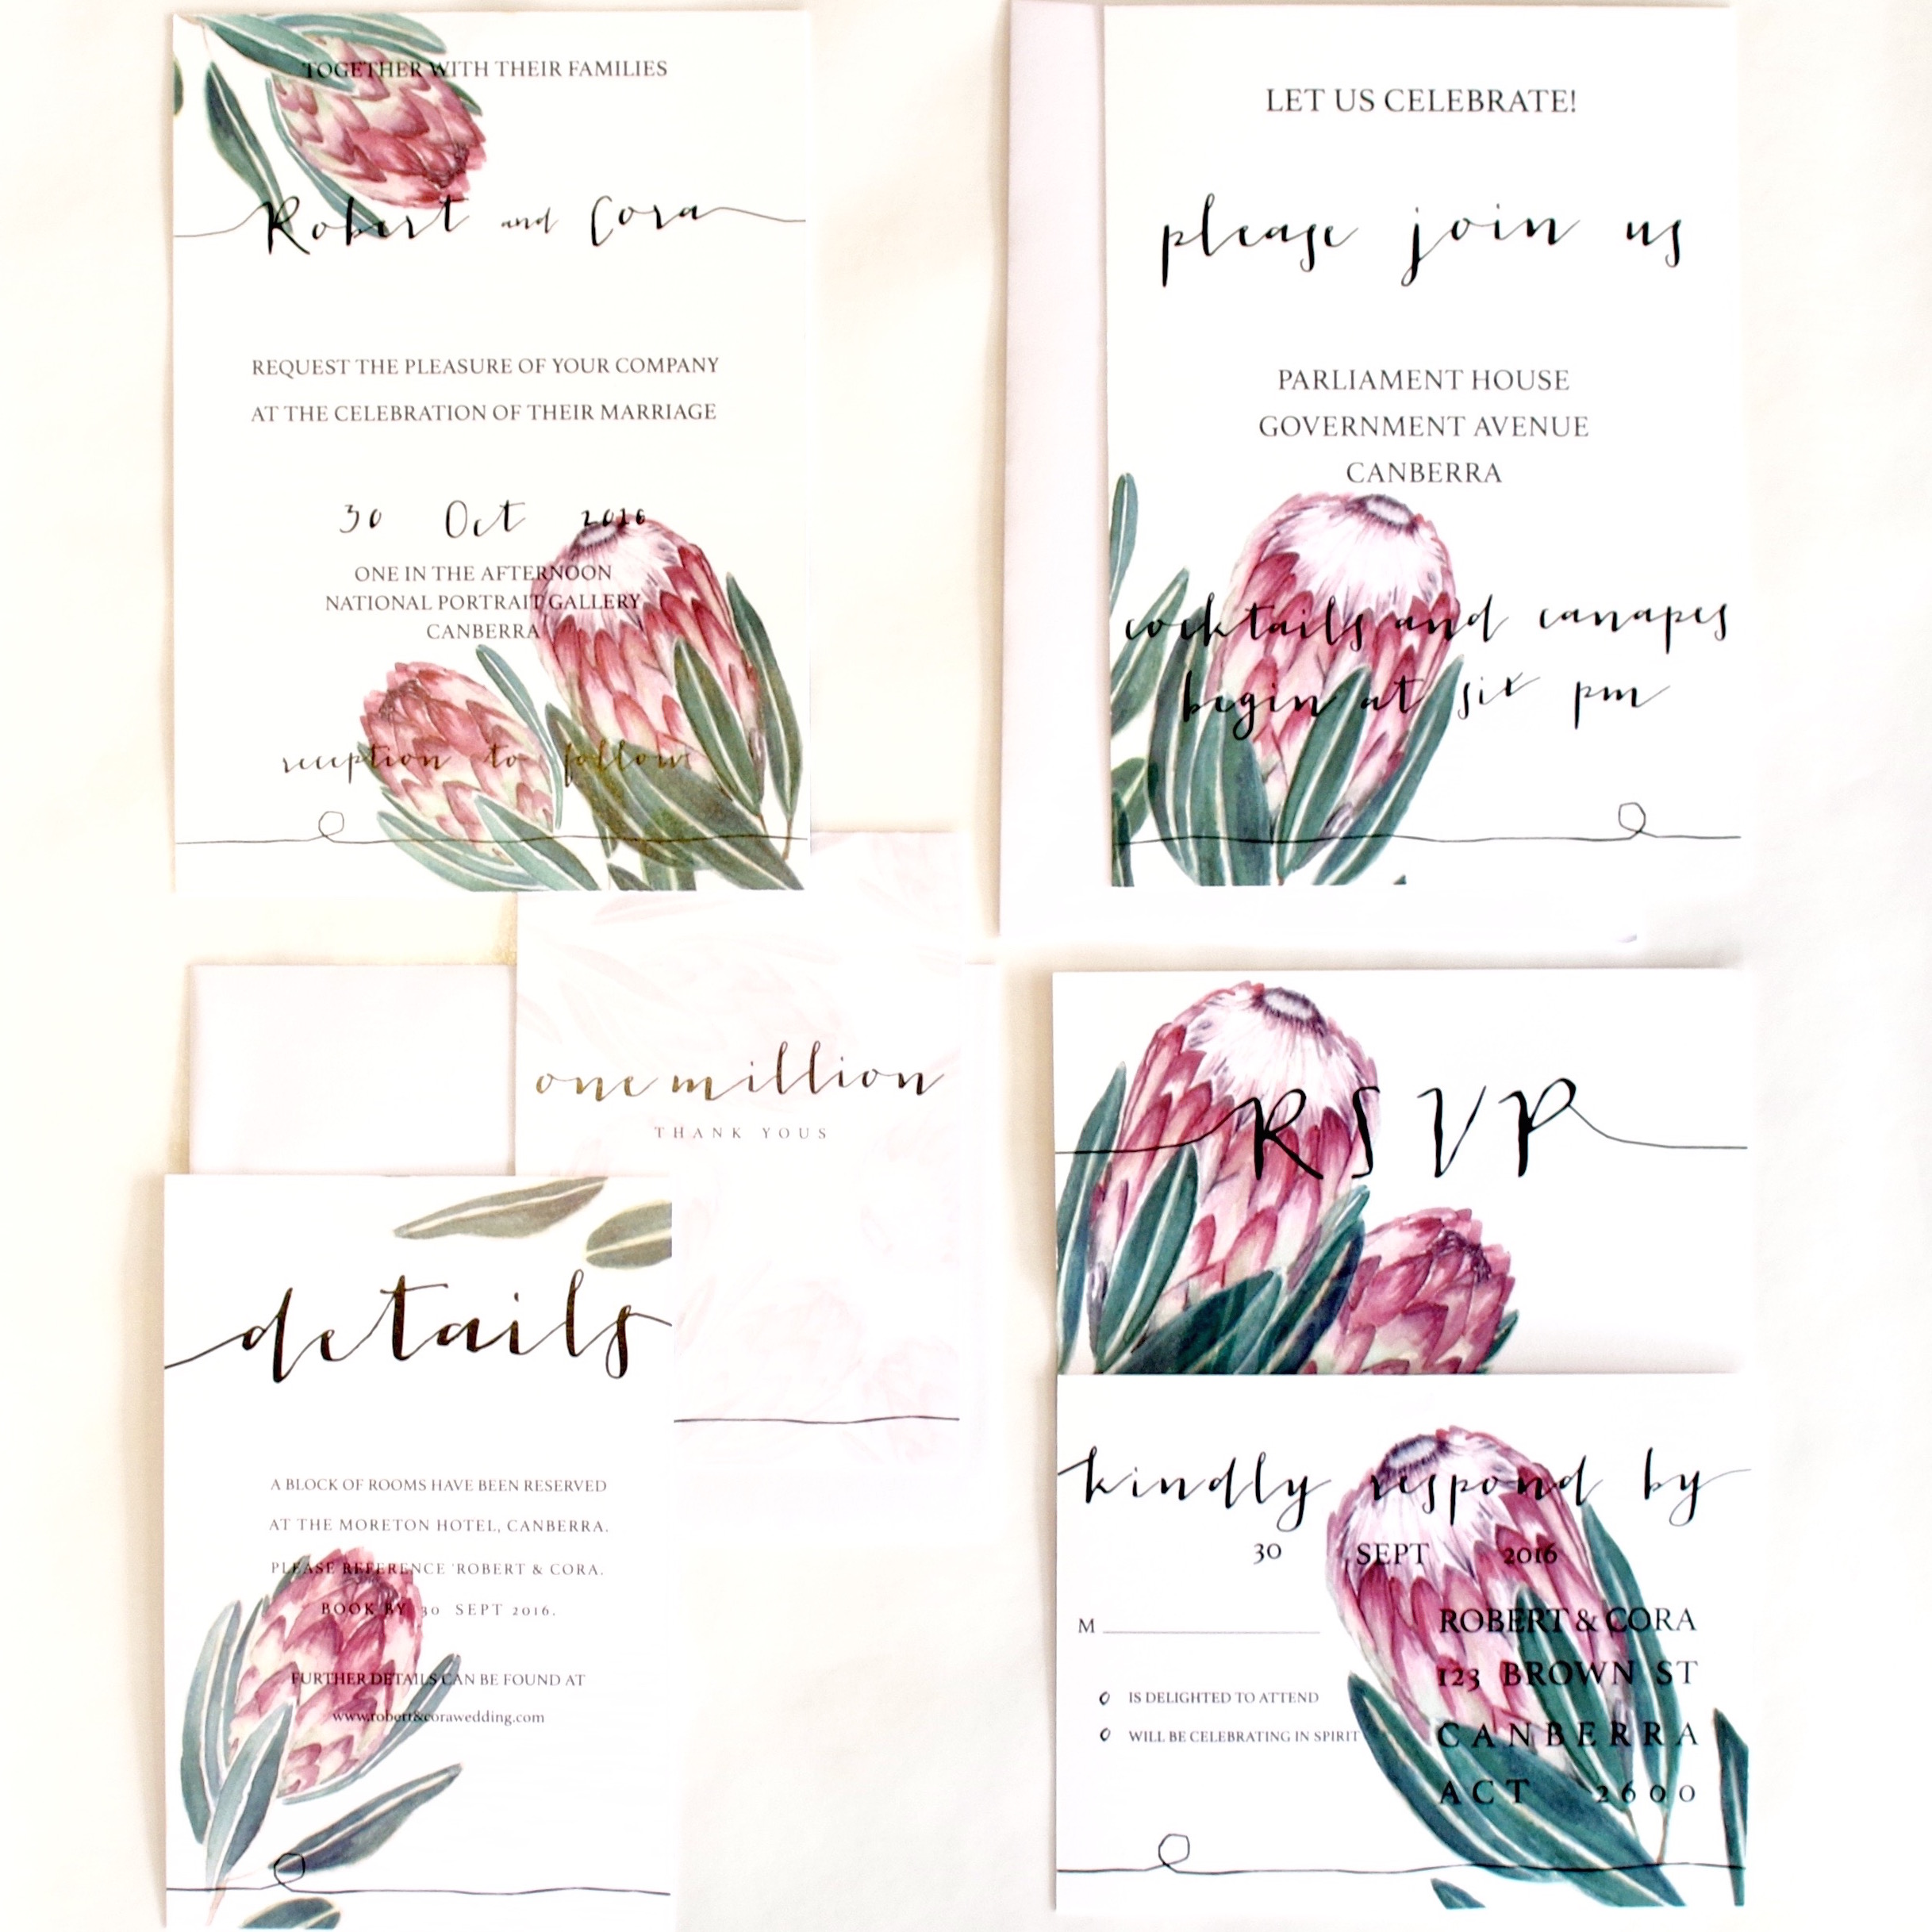 TOGETHER WITH THEIR FAMILIES
Robert and Cora
REQUEST THE PLEASURE OF YOUR COMPANY
AT THE CELEBRATION OF THEIR MARRIAGE
30 Oct 2016
ONE IN THE AFTERNOON
NATIONAL PORTRAIT GALLERY
CANBERRA
reception to follow
LET US CELEBRATE!
please join us
PARLIAMENT HOUSE
GOVERNMENT AVENUE
CANBERRA
cocktails and canapes
begin at six pm
one million
THANK YOUS
details
A BLOCK OF ROOMS HAVE BEEN RESERVED
AT THE MORETON HOTEL, CANBERRA.
PLEASE REFERENCE 'ROBERT & CORA.
BOOK BY 30 SEPT 2016.
FURTHER DETAILS CAN BE FOUND AT
www.robert&corawedding.com
RSVP
kindly respond by
30 SEPT 2016
M
IS DELIGHTED TO ATTEND
WILL BE CELEBRATING IN SPIRIT
ROBERT & CORA
123 BROWN ST
CANBERRA
ACT 2600